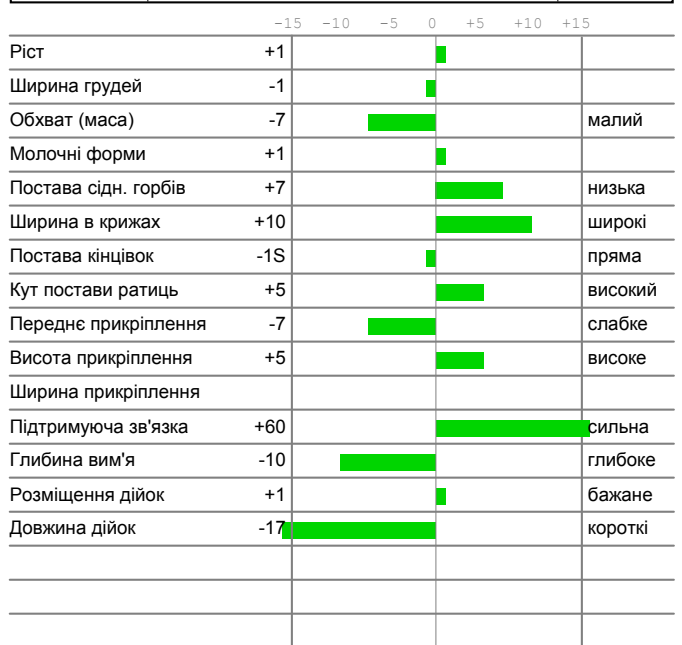 -15 -10 -5 0 +5 +10 +15
Ріст +1
Ширина грудей -1
Обхват (маса) -7 малий
Молочні форми +1
Постава сідн. горбів +7 низька
Ширина в крижах +10 широкі
Постава кінцівок -1S пряма
Кут постави ратиць +5 високий
Переднє прикріплення -7 слабке
Висота прикріплення +5 високе
Ширина прикріплення
Підтримуюча зв'язка +60 сильна
Глибина вим'я -10 глибоке
Розміщення дійок +1 бажане
Довжина дійок -17 короткі